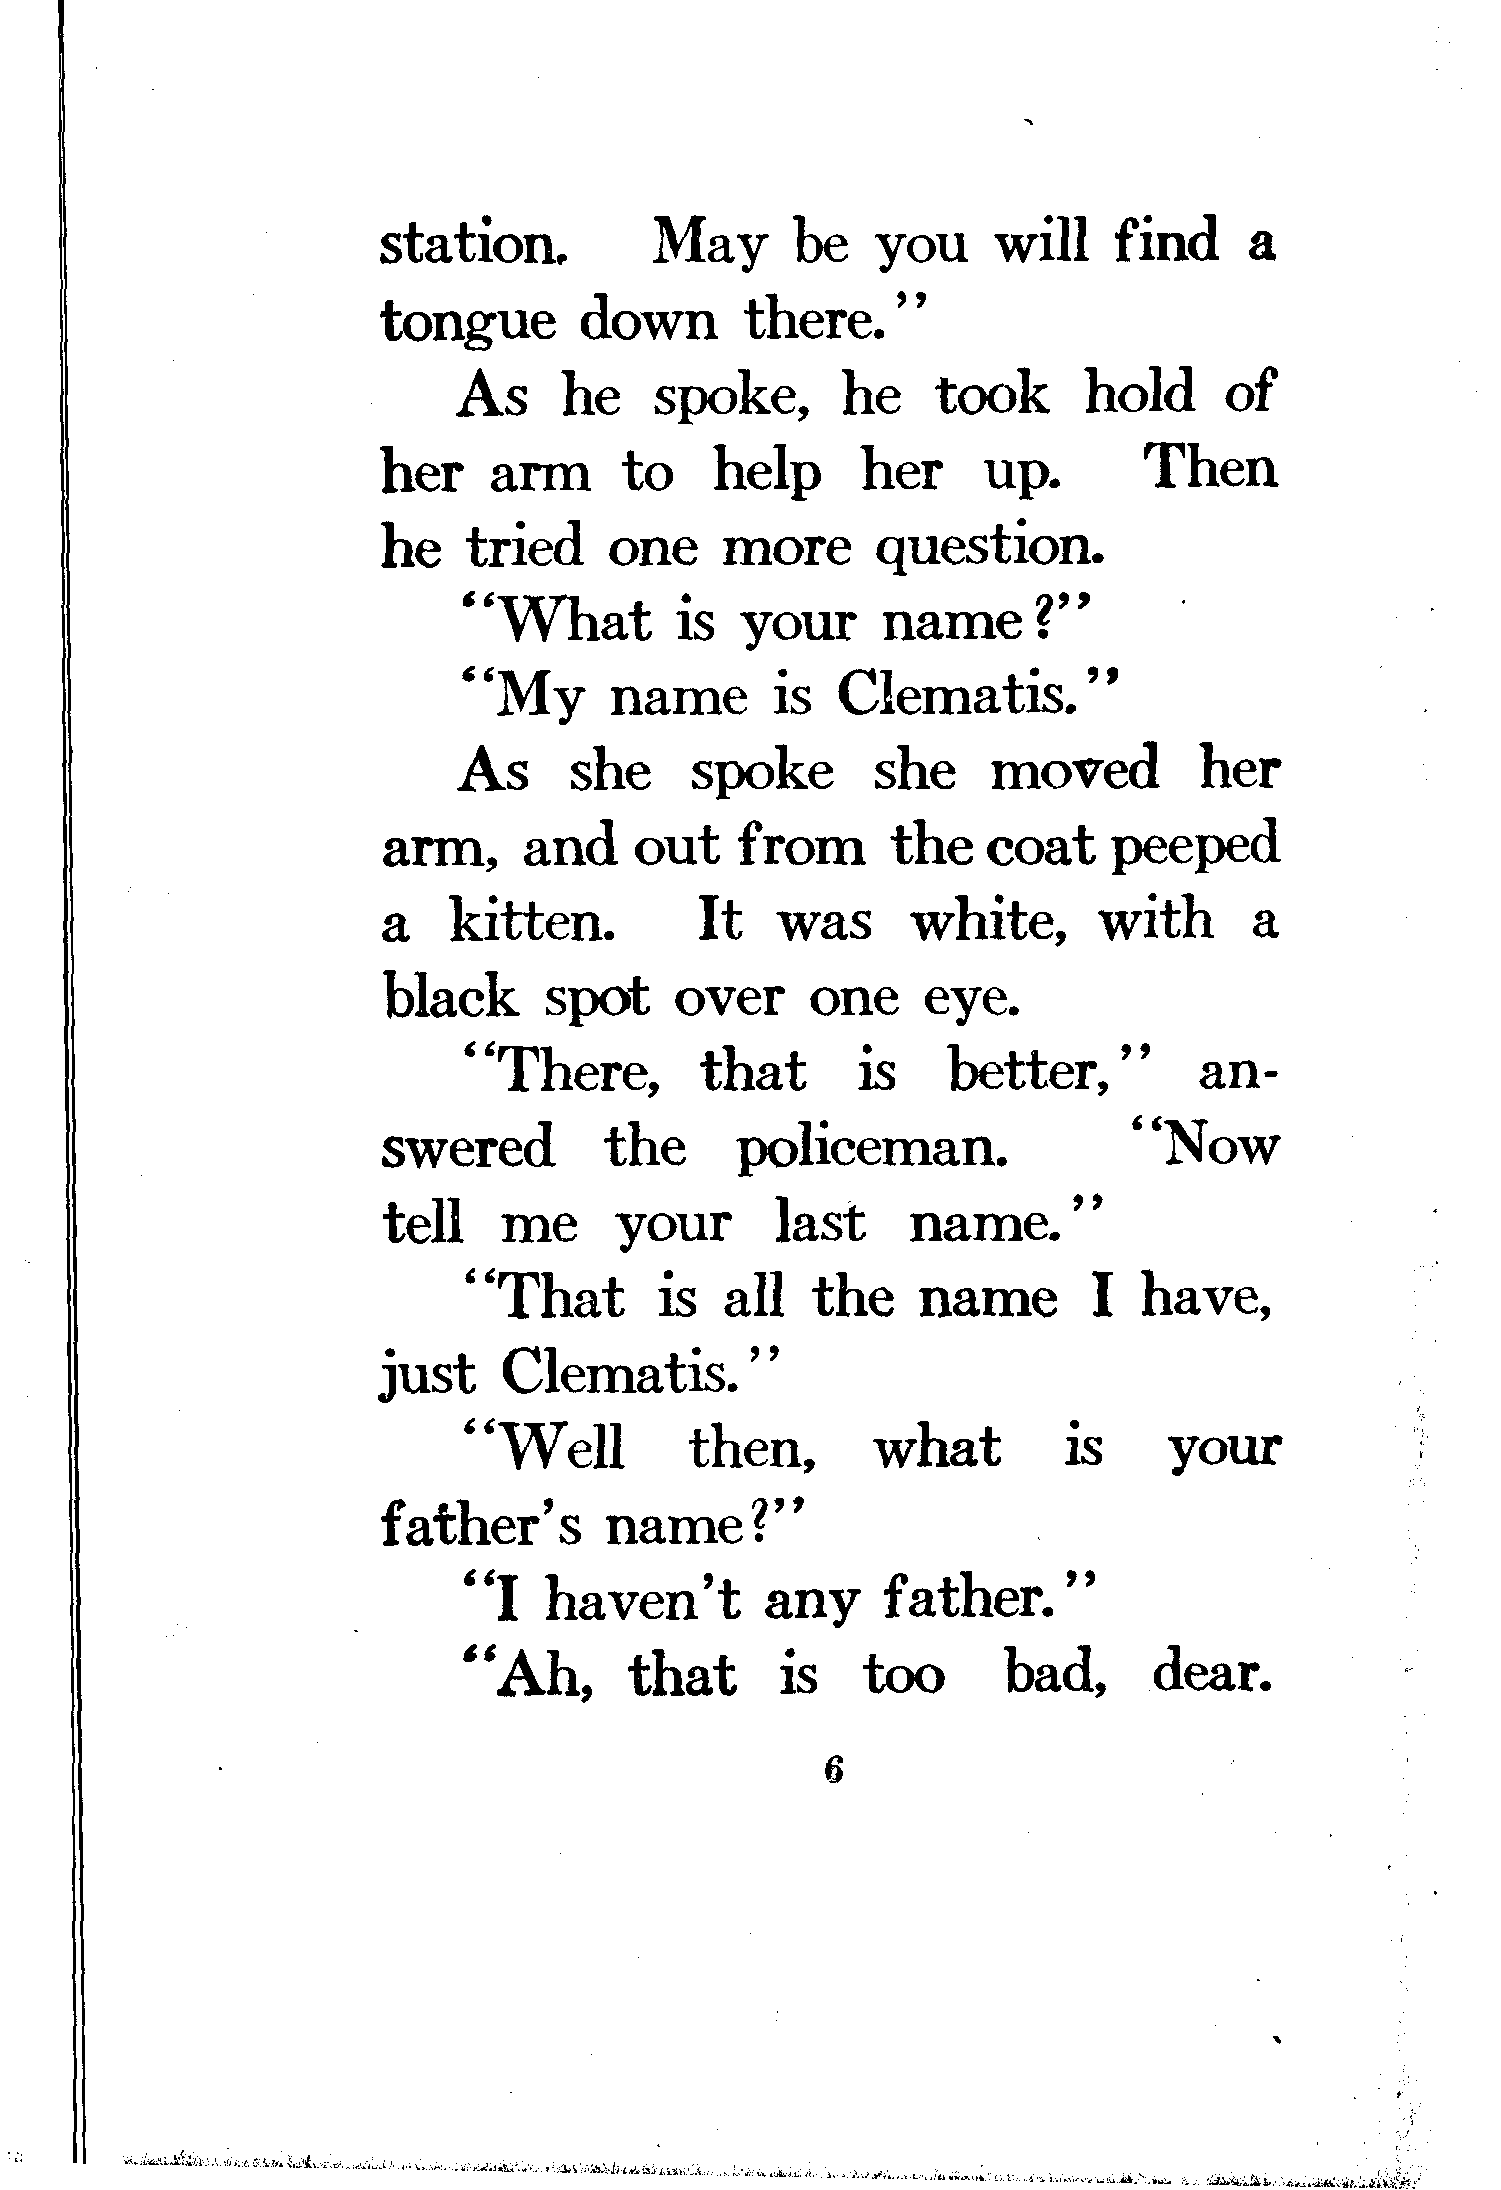 station. May be you will find a
tongue down there.”
As he spoke, he took hold of
her arm to help her up. Then
he tried one more question.
“What is your name?”
“My name is Clematis.”
As she spoke she moved her
arm, and out from the coat peeped
a kitten. It was white, with a
black spot over one eye.
“There, that is better,” an-
swered the policeman. “Now
tell me your last name.”
“That is all the name I have,
just Clematis.”
“Well then, what is your
father’s name?”
“I haven’t any father.”
“Ah, that is too bad, dear.
6